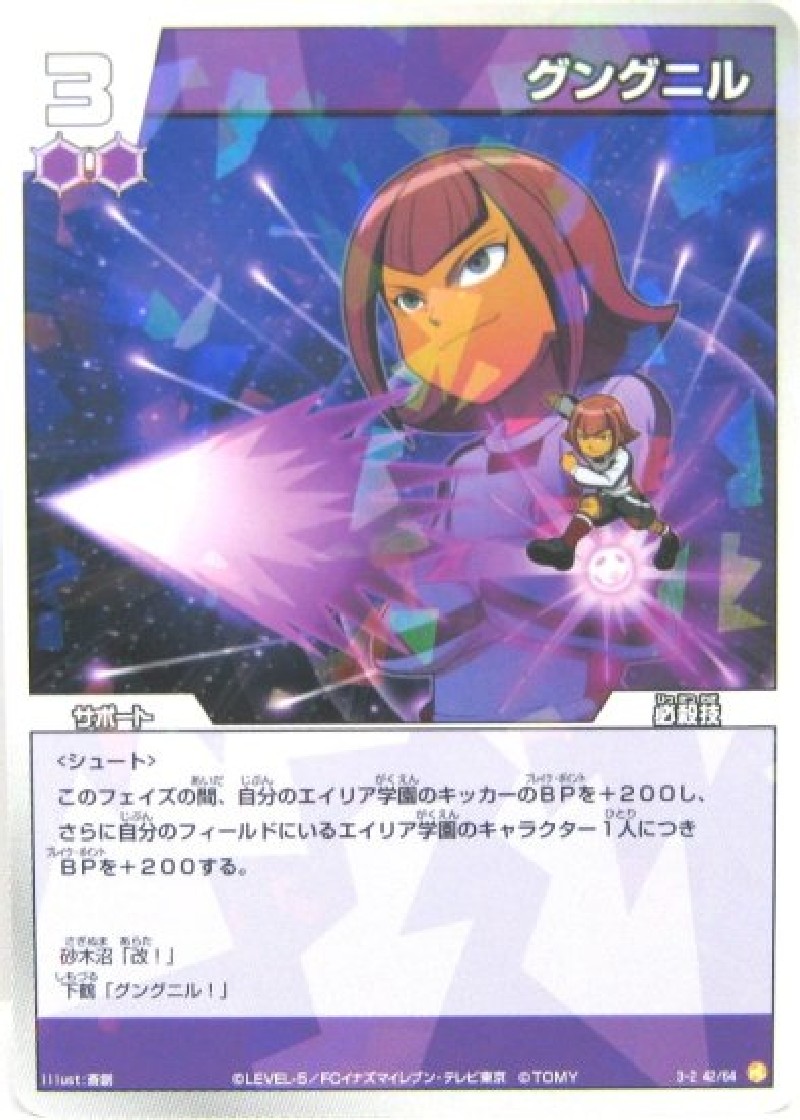 3
グングニル
サポート
必殺技
<シュート>
このフェイズの間、自分のエイリア学園のキッカーのBPを+200し、
さらに自分のフィールドにいるエイリア学園のキャラクター1人につき
BPを+200する。
砂木沼「改!」
下鶴「グングニル!」
Illust:斎創
©LEVEL-5/FCイナズマイレブン・テレビ東京 ©TOMY
3-2 42/64